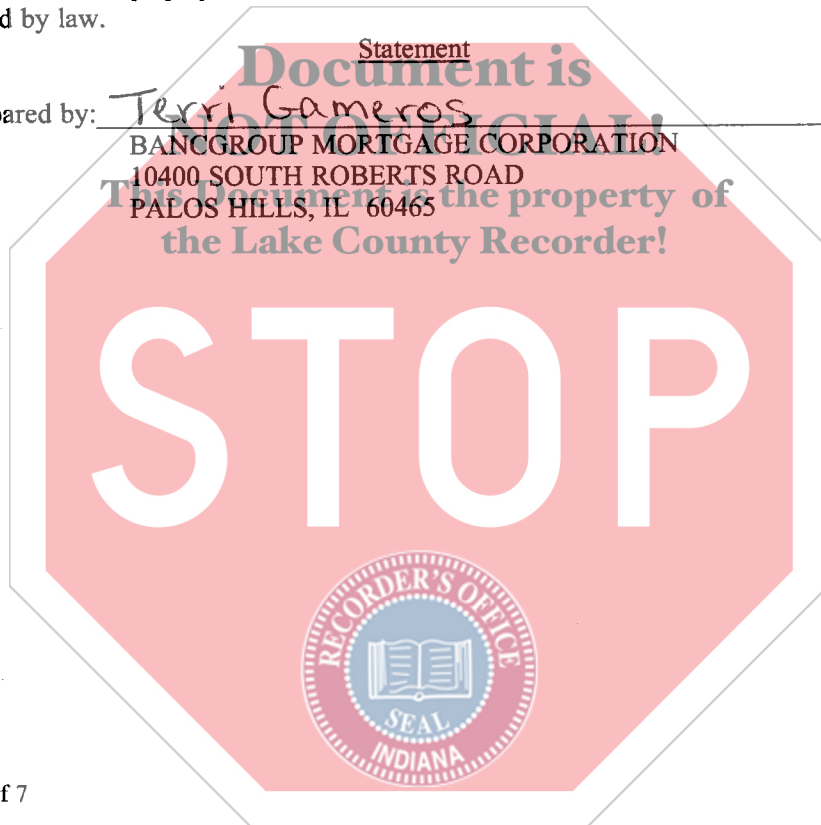 d by law.
Statement
Document is
ared by: Terri Gameros
NOT OFFICIAL!
BANCGROUP MORTGAGE CORPORATION
10400 SOUTH ROBERTS ROAD
This Document is the property of
PALOS HILLS, IL 60465
the Lake County Recorder!
STOP
RECORDER'S OFFICE
SEAL
INDIANA
f 7